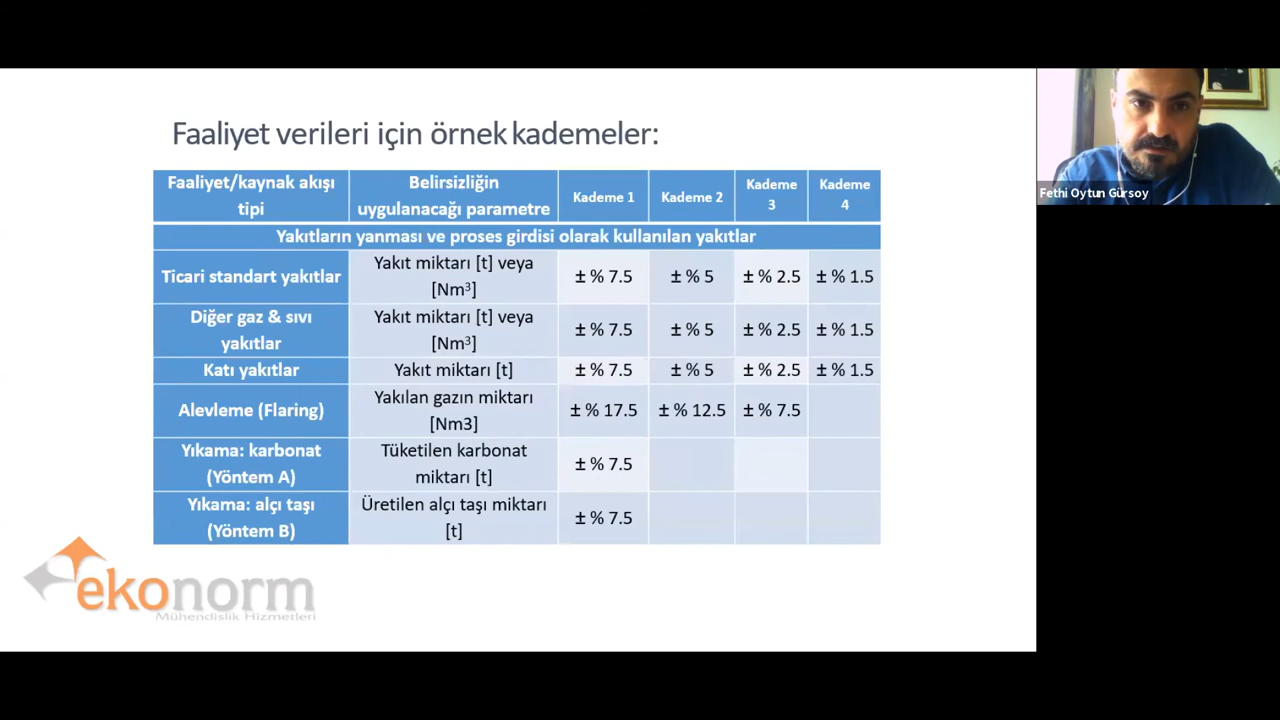 Faaliyet verileri için örnek kademeler:
Faaliyet/kaynak akışı tipi
Belirsizliğin uygulanacağı parametre
Kademe 1
Kademe 2
Kademe 3
Kademe 4
Yakıtların yanması ve proses girdisi olarak kullanılan yakıtlar
Ticari standart yakıtlar
Yakıt miktarı [t] veya [Nm³]
± % 7.5
± % 5
± % 2.5
± % 1.5
Diğer gaz & sıvı yakıtlar
Yakıt miktarı [t] veya [Nm³]
± % 7.5
± % 5
± % 2.5
± % 1.5
Katı yakıtlar
Yakıt miktarı [t]
± % 7.5
± % 5
± % 2.5
± % 1.5
Alevleme (Flaring)
Yakılan gazın miktarı [Nm3]
± % 17.5
± % 12.5
± % 7.5
Yıkama: karbonat (Yöntem A)
Tüketilen karbonat miktarı [t]
± % 7.5
Yıkama: alçı taşı (Yöntem B)
Üretilen alçı taşı miktarı [t]
± % 7.5
ekonorm
Mühendislik Hizmetleri
Fethi Oytun Gürsoy